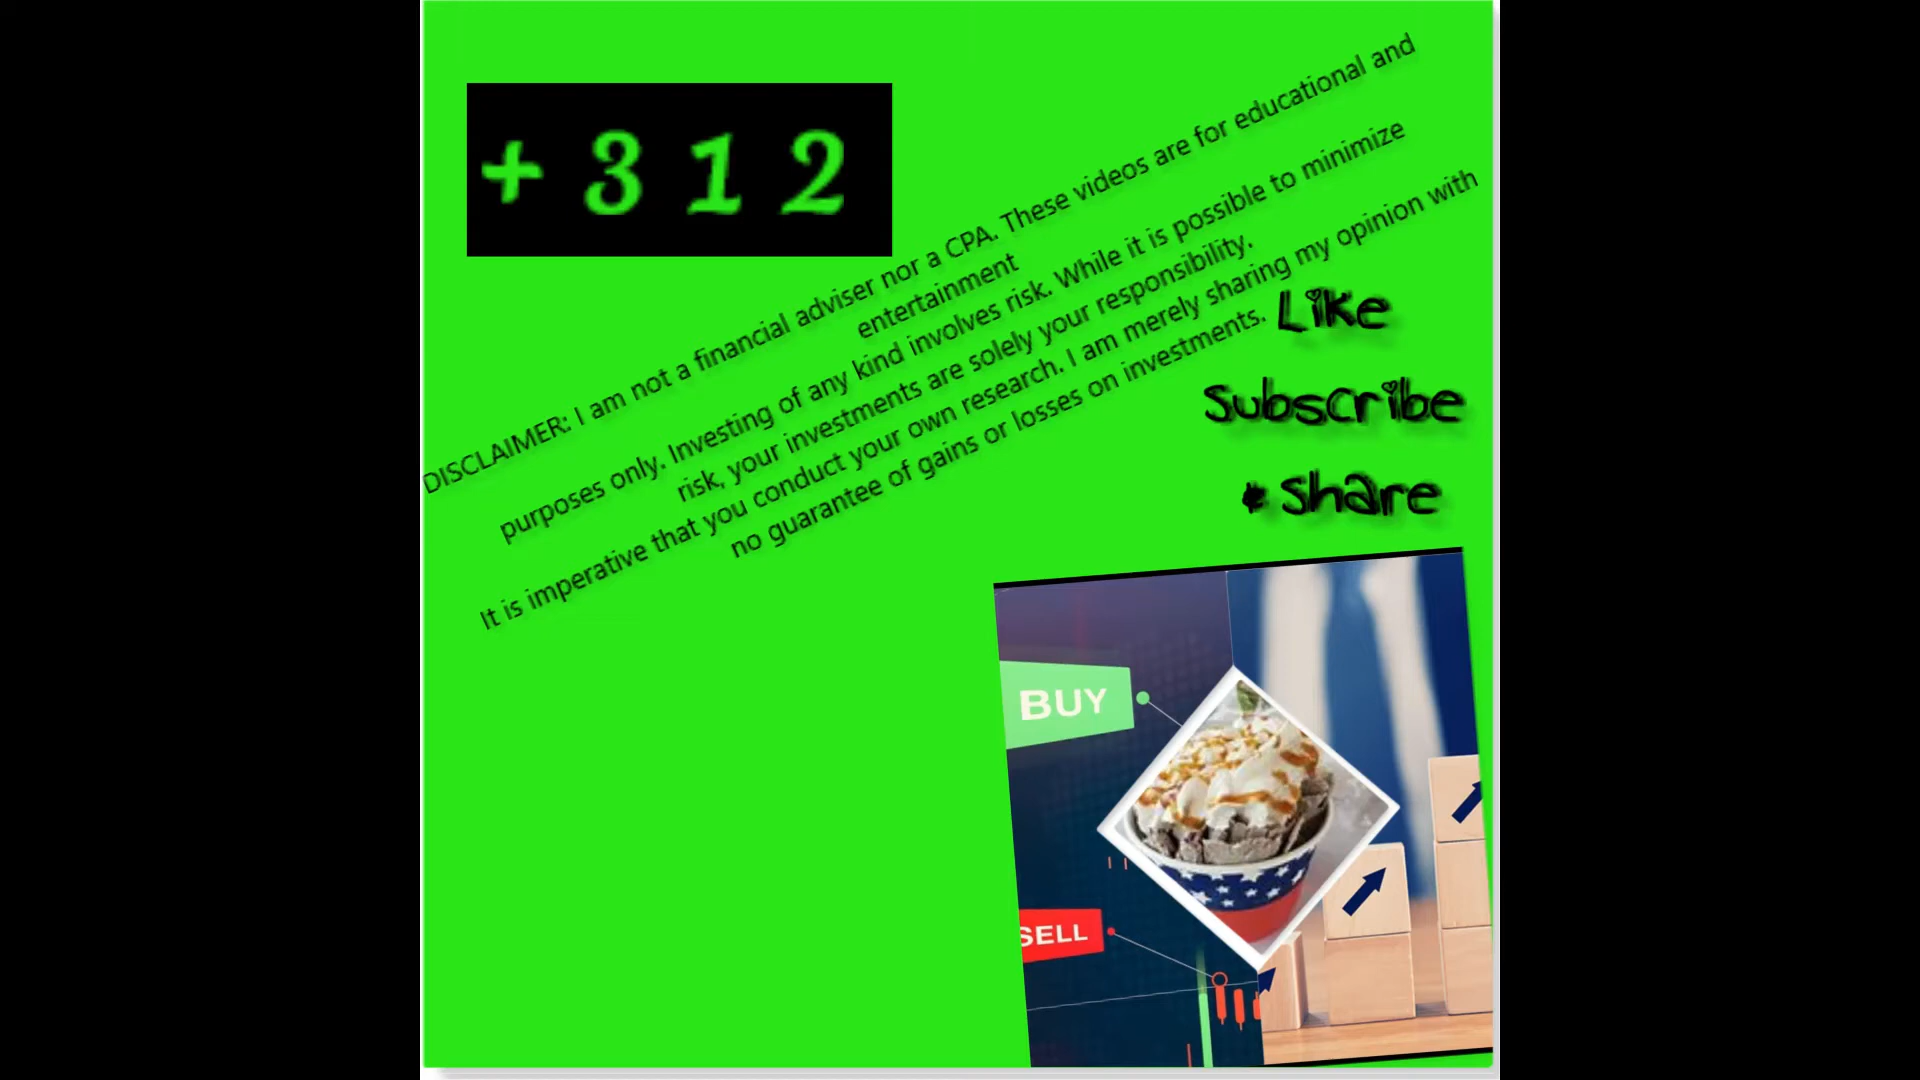 + 3 1 2
DISCLAIMER: I am not a financial adviser nor a CPA. These videos are for educational and
entertainment
purposes only. Investing of any kind involves risk. While it is possible to minimize
risk, your investments are solely your responsibility.
It is imperative that you conduct your own research. I am merely sharing my opinion with
no guarantee of gains or losses on investments.
Like
Subscribe
& Share
BUY
SELL